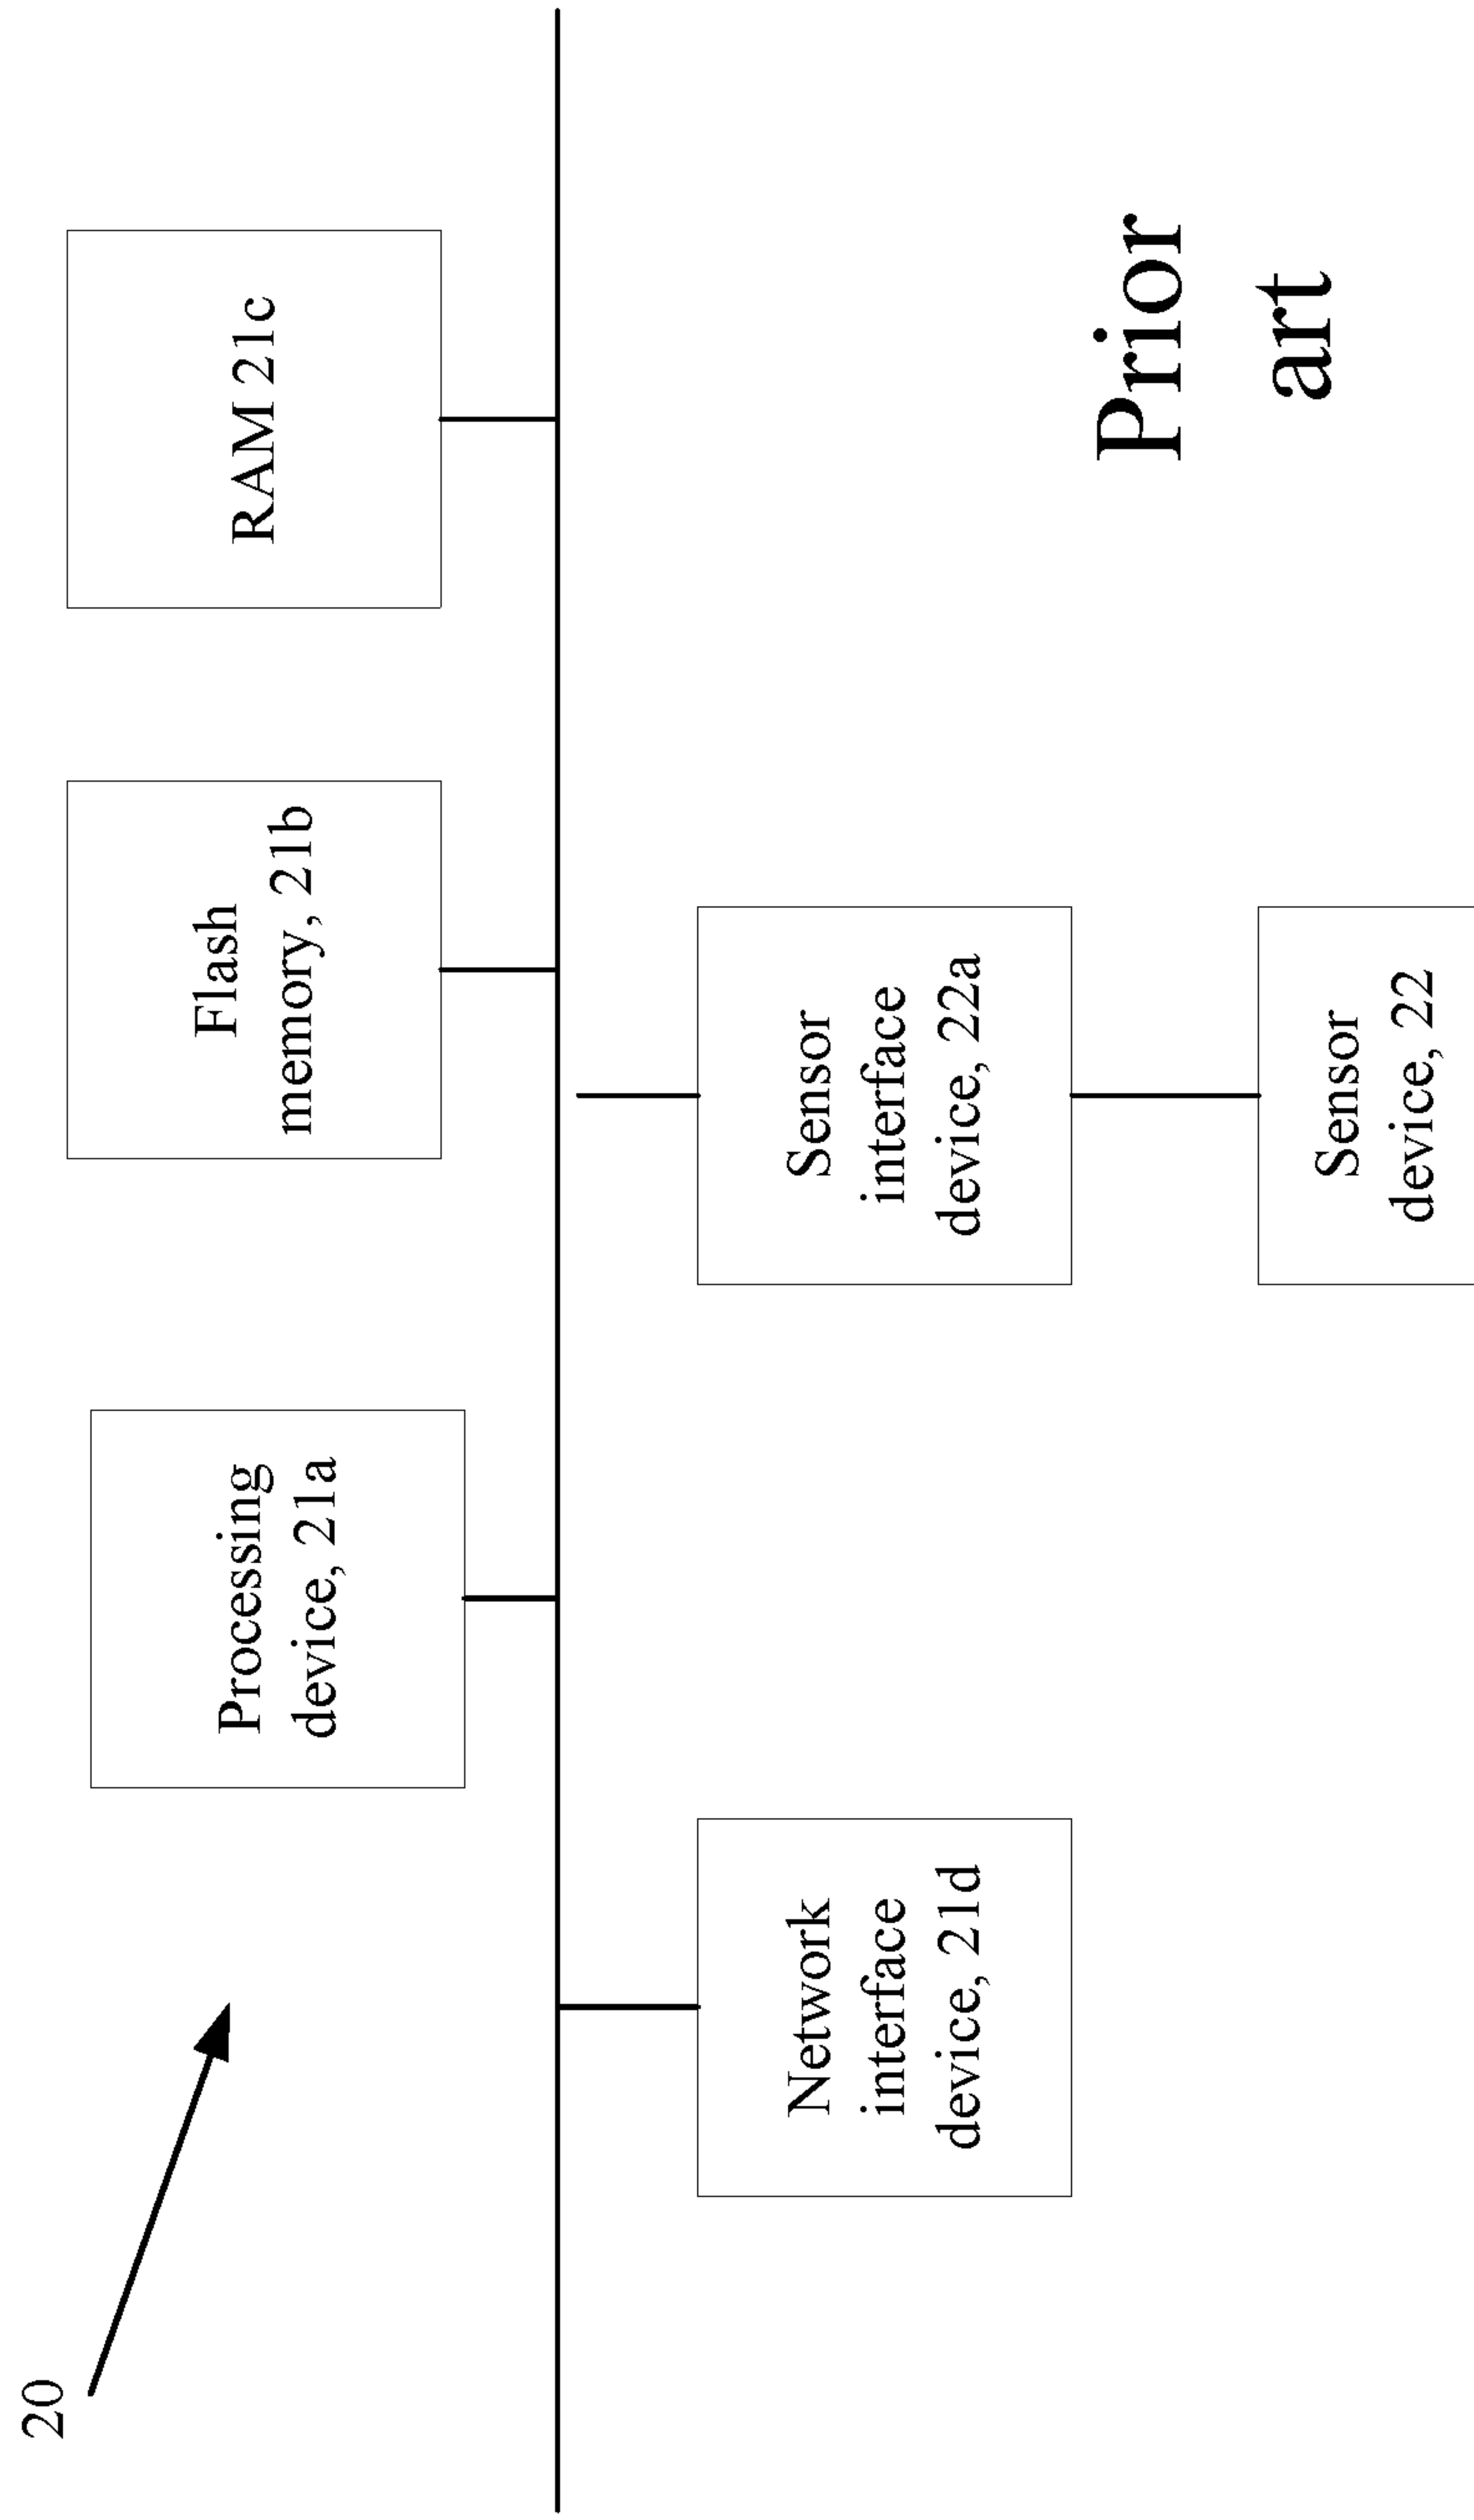 20
Processing
device, 21a
Flash
memory, 21b
RAM 21c
Network
interface
device, 21d
Sensor
interface
device, 22a
Sensor
device, 22
Prior
art